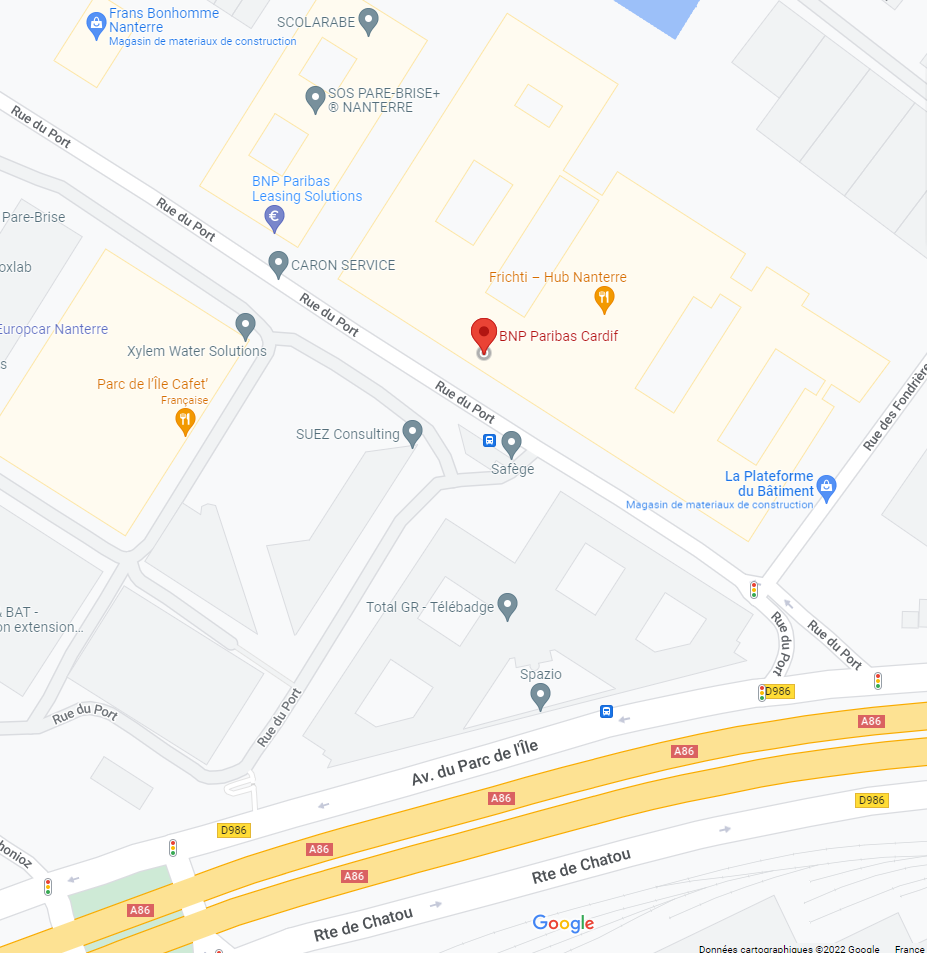 Frans Bonhomme
Nanterre
Magasin de materiaux de construction
SCOLARABE
SOS PARE-BRISE+
® NANTERRE
Rue du Port
BNP Paribas
Leasing Solutions
Rue du Port
Pare-Brise
oxlab
CARON SERVICE
Frichti – Hub Nanterre
Rue du Port
Europcar Nanterre
BNP Paribas Cardif
Xylem Water Solutions
s
Parc de l'Île Cafet'
Française
Rue du Port
Rue des Fondrière
SUEZ Consulting
Safège
La Plateforme
du Bâtiment
Magasin de materiaux de construction
Total GR - Télébadge
& BAT -
on extension...
Rue du Port
Rue du Port
Spazio
D986
Rue du Port
Rue du Port
A86
Av. du Parc de l'Île
A86
A86
D986
D986
A86
honioz
Rte de Chatou
A86
A86
Rte de Chatou
Google
Données cartographiques ©2022 Google
France